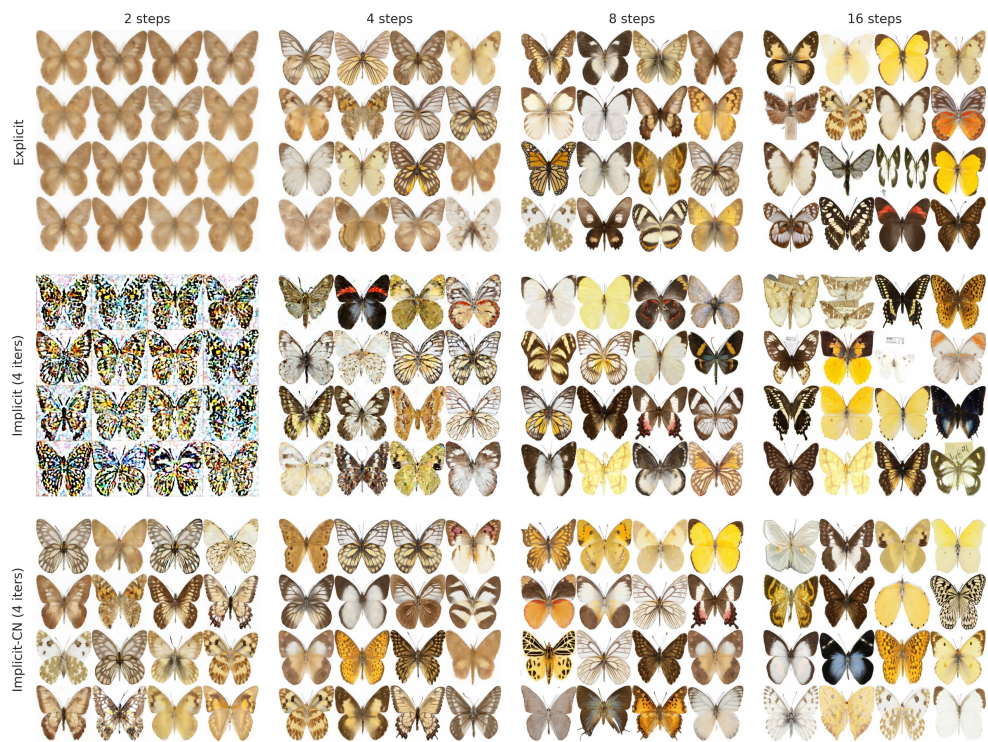 2 steps
4 steps
8 steps
16 steps
Explicit
Implicit (4 iters)
Implicit-CN (4 iters)